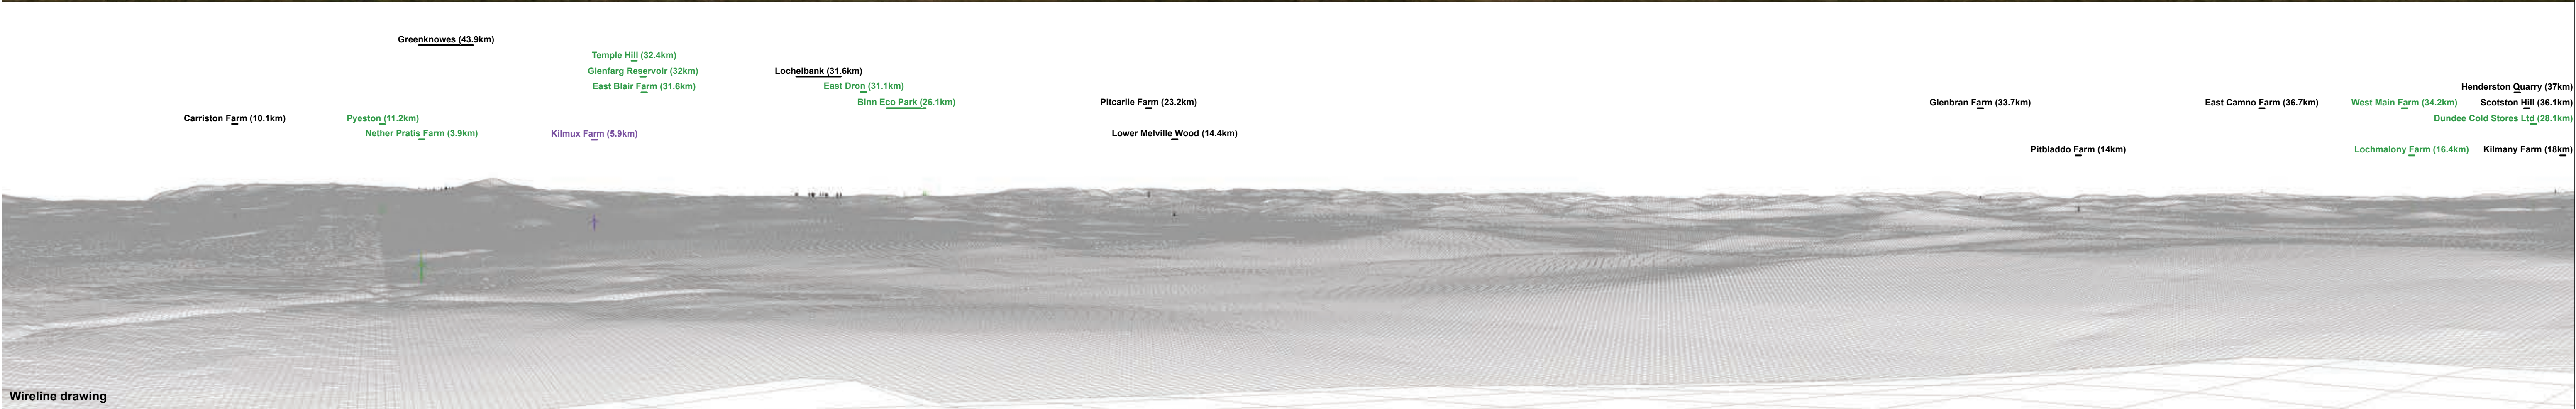 Greenknowes (43.9km)
Temple Hill (32.4km)
Glenfarg Reservoir (32km)
Lochelbank (31.6km)
East Blair Farm (31.6km)
East Dron (31.1km)
Henderston Quarry (37km)
Binn Eco Park (26.1km)
Pitcarlie Farm (23.2km)
Glenbran Farm (33.7km)
East Camno Farm (36.7km)
West Main Farm (34.2km)
Scotston Hill (36.1km)
Carriston Farm (10.1km)
Pyeston (11.2km)
Dundee Cold Stores Ltd (28.1km)
Nether Pratis Farm (3.9km)
Kilmux Farm (5.9km)
Lower Melville Wood (14.4km)
Pitbladdo Farm (14km)
Lochmalony Farm (16.4km)
Kilmany Farm (18km)
Wireline drawing